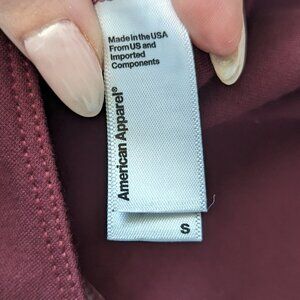 Made in the USA
From US and
Imported
Components
American Apparel®
S